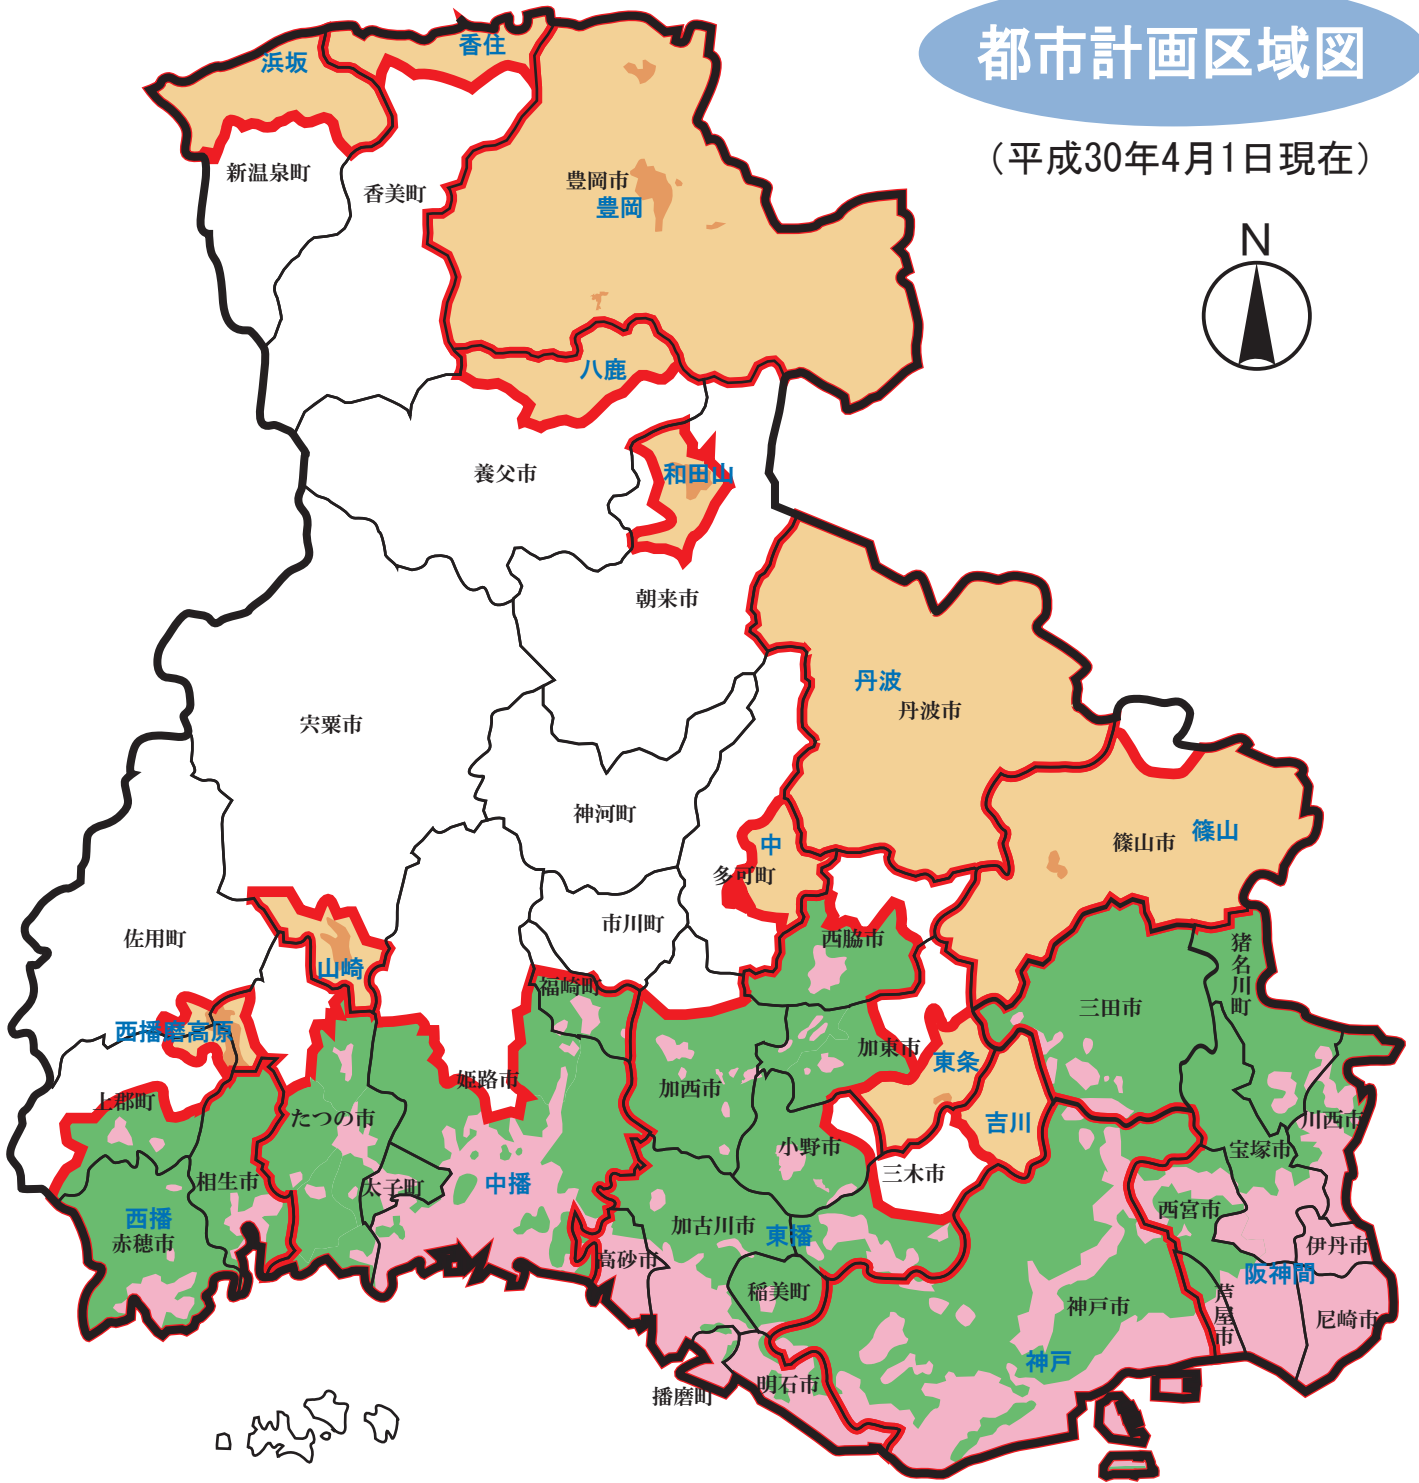 都市計画区域図
（平成30年4月1日現在）
N
香住
浜坂
新温泉町
香美町
豊岡市
豊岡
八鹿
養父市
和田山
朝来市
丹波
丹波市
宍粟市
神河町
篠山市
篠山
中
多可町
市川町
佐用町
西脇市
猪名川町
山崎
福崎町
三田市
西播磨高原
加東市
東条
姫路市
加西市
上郡町
たつの市
吉川
川西市
小野市
宝塚市
三木市
相生市
太子町
中播
西播
赤穂市
加古川市
東播
西宮市
高砂市
伊丹市
阪神間
稲美町
芦屋市
神戸市
尼崎市
神戸
明石市
播磨町